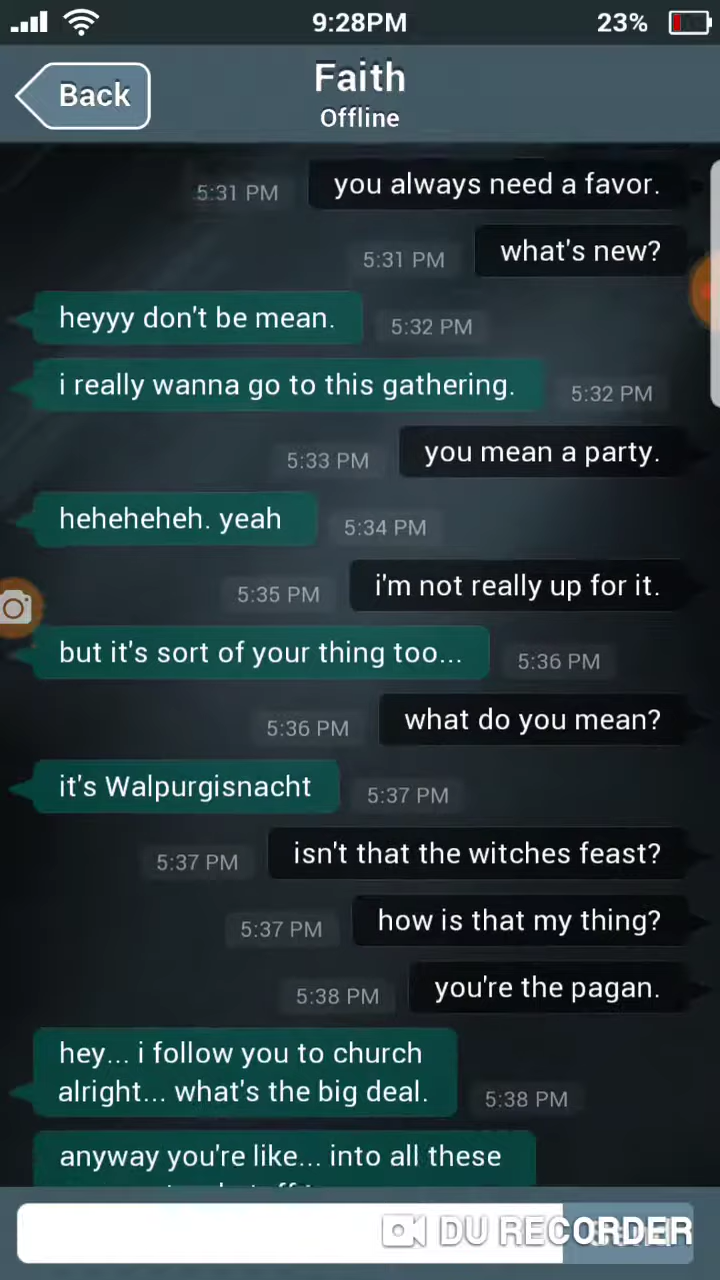 9:28PM
23%
Back
Faith
Offline
5:31 PM you always need a favor.
5:31 PM what's new?
heyyy don't be mean. 5:32 PM
i really wanna go to this gathering. 5:32 PM
5:33 PM you mean a party.
heheheheh. yeah 5:34 PM
5:35 PM i'm not really up for it.
but it's sort of your thing too... 5:36 PM
5:36 PM what do you mean?
it's Walpurgisnacht 5:37 PM
5:37 PM isn't that the witches feast?
5:37 PM how is that my thing?
5:38 PM you're the pagan.
hey... i follow you to church
alright... what's the big deal. 5:38 PM
anyway you're like... into all these
DU RECORDER